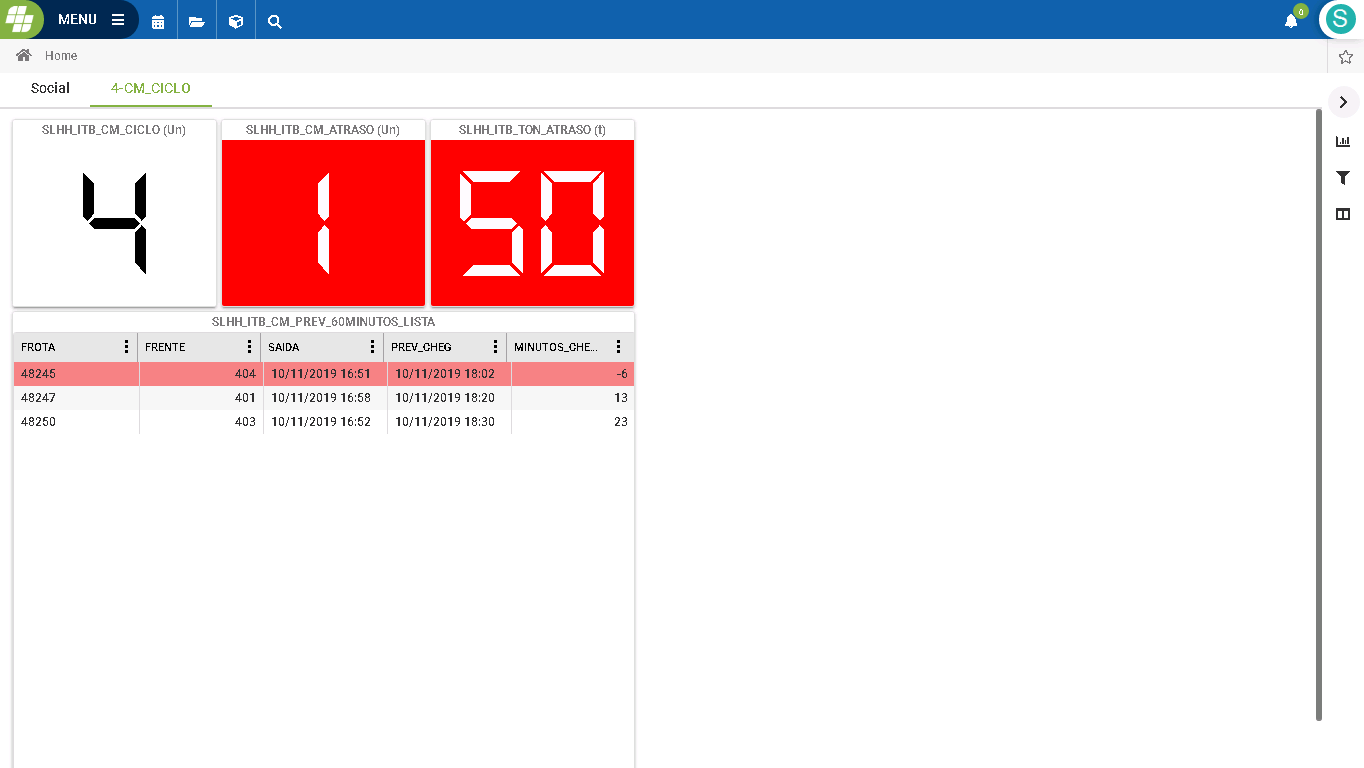 MENU
0
S
Home
Social 4-CM_CICLO
SLHH_ITB_CM_CICLO (Un) SLHH_ITB_CM_ATRASO (Un) SLHH_ITB_TON_ATRASO (t)
4 1 50
SLHH_ITB_CM_PREV_60MINUTOS_LISTA
FROTA FRENTE SAIDA PREV_CHEG MINUTOS_CHE...
48245 404 10/11/2019 16:51 10/11/2019 18:02 -6
48247 401 10/11/2019 16:58 10/11/2019 18:20 13
48250 403 10/11/2019 16:52 10/11/2019 18:30 23